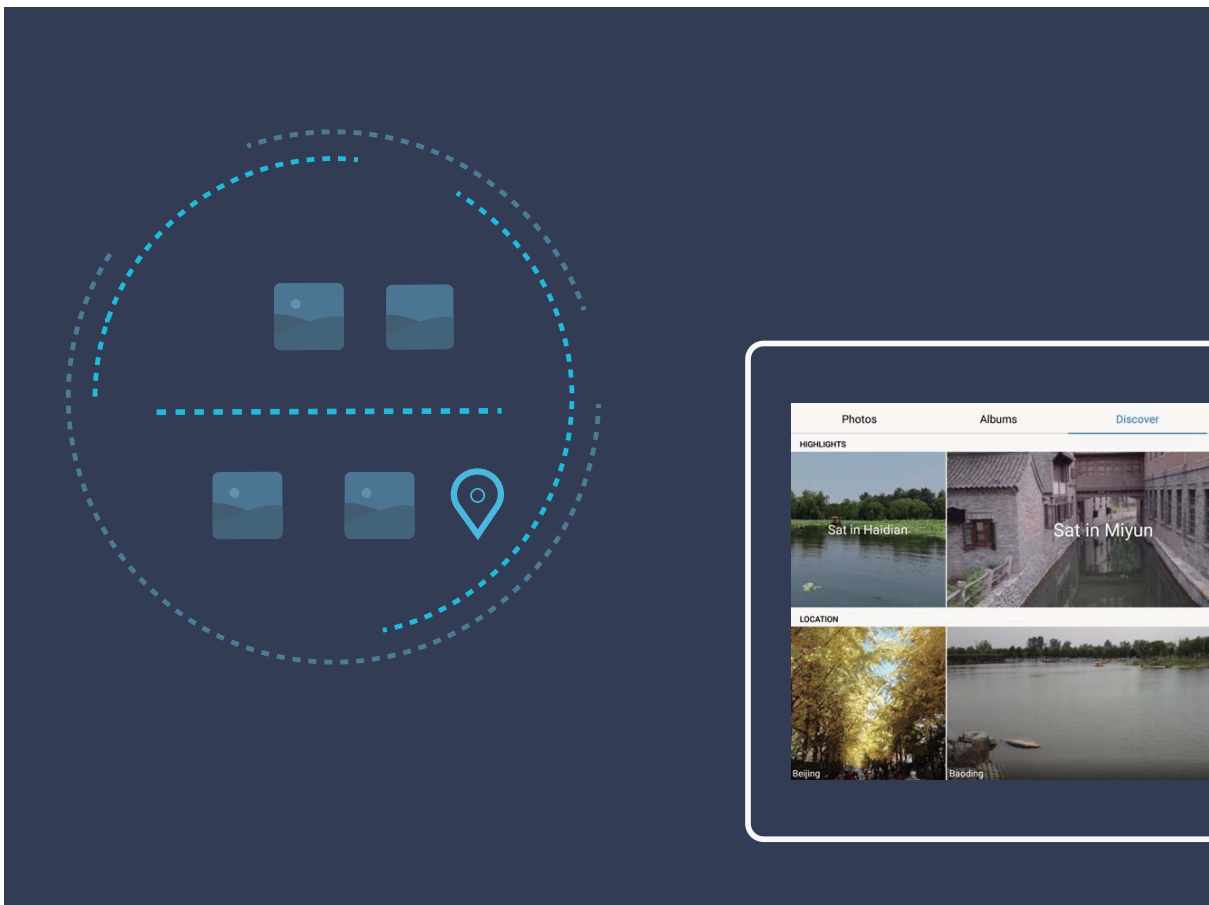 Photos Albums Discover
HIGHLIGHTS
Sat in Haidian Sat in Miyun
LOCATION
Beijing Baoding